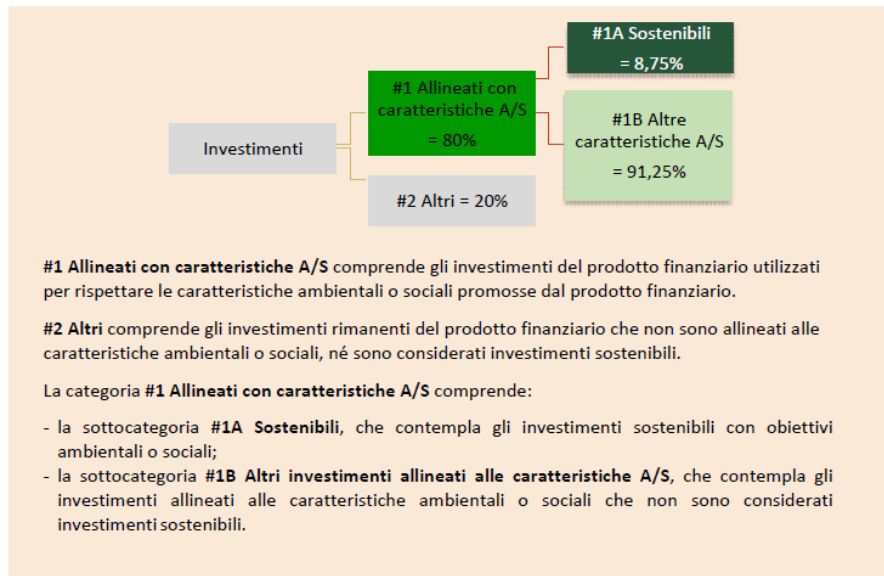 #1A Sostenibili
= 8,75%
#1 Allineati con
caratteristiche A/S
= 80%
#1B Altre
caratteristiche A/S
= 91,25%
Investimenti
#2 Altri = 20%
#1 Allineati con caratteristiche A/S comprende gli investimenti del prodotto finanziario utilizzati
per rispettare le caratteristiche ambientali o sociali promosse dal prodotto finanziario.
#2 Altri comprende gli investimenti rimanenti del prodotto finanziario che non sono allineati alle
caratteristiche ambientali o sociali, né sono considerati investimenti sostenibili.
La categoria #1 Allineati con caratteristiche A/S comprende:
- la sottocategoria #1A Sostenibili, che contempla gli investimenti sostenibili con obiettivi
ambientali o sociali;
- la sottocategoria #1B Altri investimenti allineati alle caratteristiche A/S, che contempla gli
investimenti allineati alle caratteristiche ambientali o sociali che non sono considerati
investimenti sostenibili.